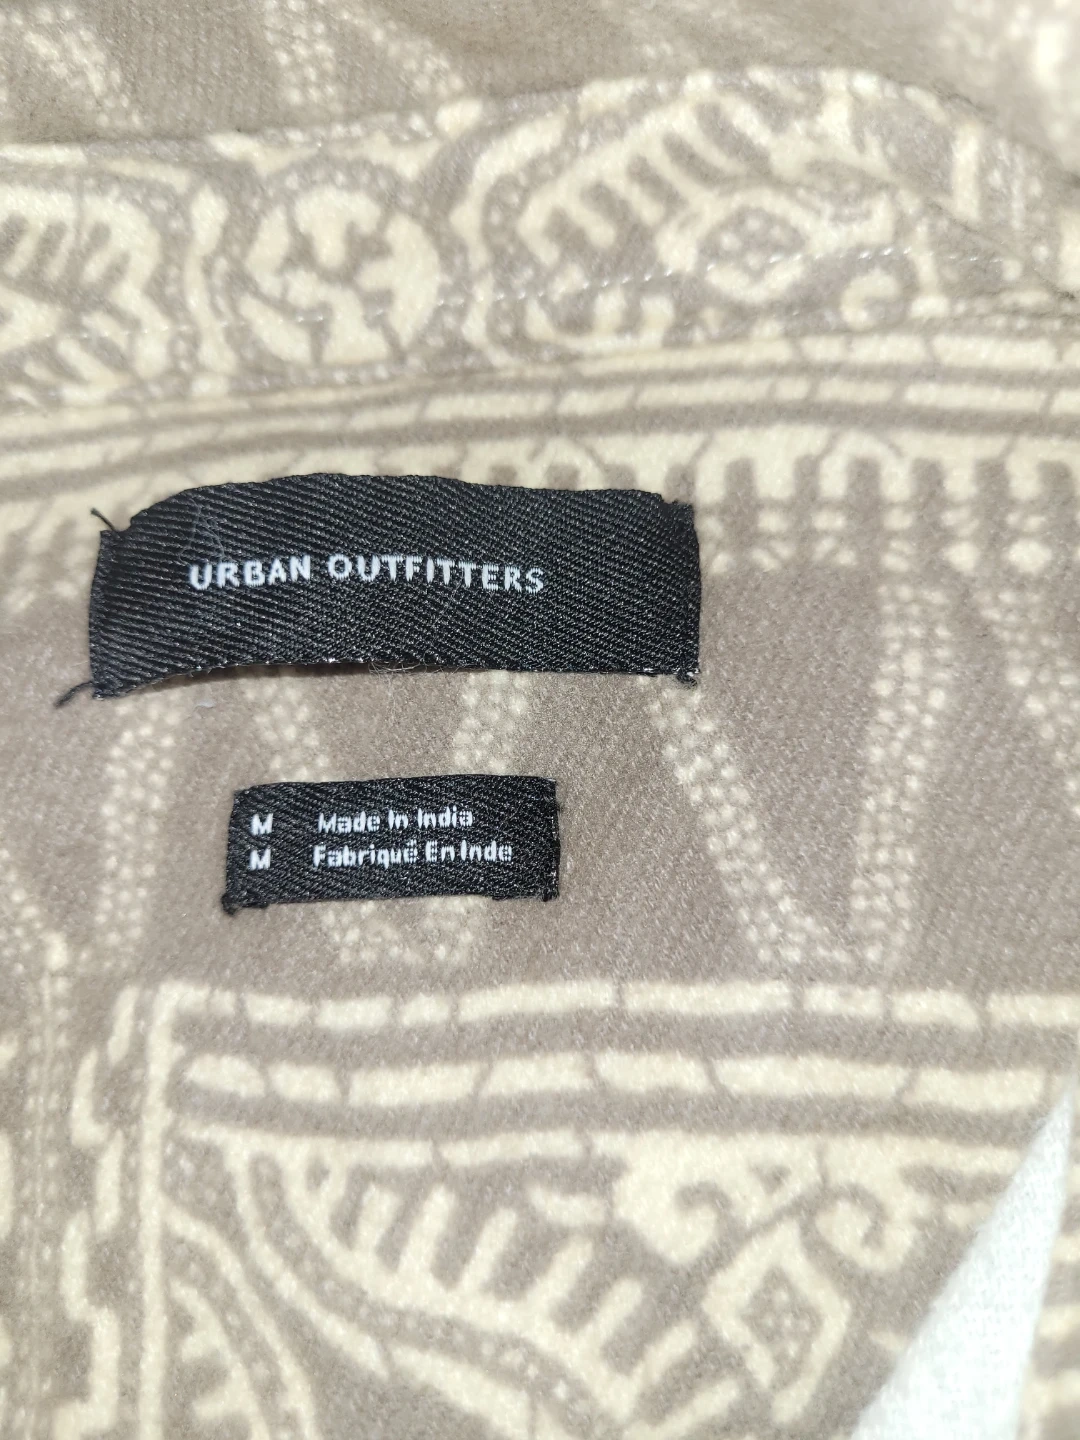 URBAN OUTFITTERS
M Made In India
M Fabriqué En Inde